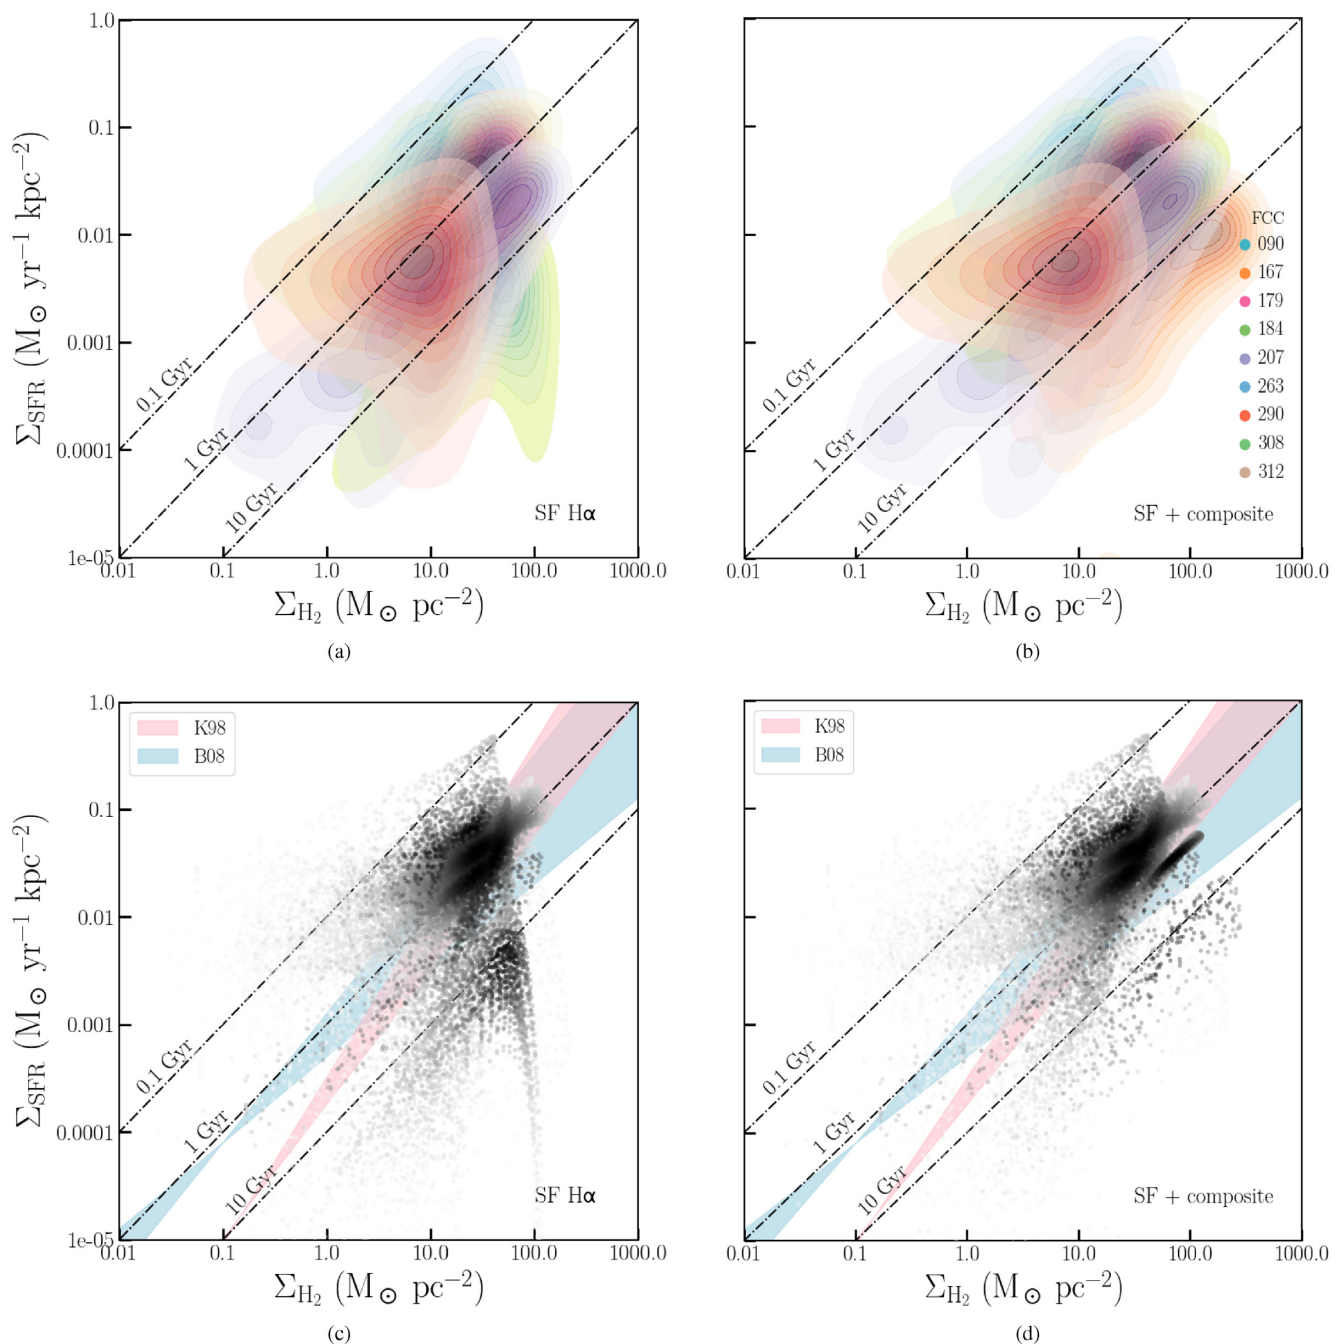 1.0
0.1
0.01
0.001
0.0001
1e-05
Σ_SFR (M⊙ yr⁻¹ kpc⁻²)
0.1 Gyr
1 Gyr
10 Gyr
SF Hα
0.01 0.1 1.0 10.0 100.0 1000.0
Σ_H₂ (M⊙ pc⁻²)
(a)
FCC
090
167
179
184
207
263
290
308
312
0.1 Gyr
1 Gyr
10 Gyr
SF + composite
0.01 0.1 1.0 10.0 100.0 1000.0
Σ_H₂ (M⊙ pc⁻²)
(b)
1.0
0.1
0.01
0.001
0.0001
1e-05
Σ_SFR (M⊙ yr⁻¹ kpc⁻²)
K98
B08
0.1 Gyr
1 Gyr
10 Gyr
SF Hα
0.01 0.1 1.0 10.0 100.0 1000.0
Σ_H₂ (M⊙ pc⁻²)
(c)
K98
B08
0.1 Gyr
1 Gyr
10 Gyr
SF + composite
0.01 0.1 1.0 10.0 100.0 1000.0
Σ_H₂ (M⊙ pc⁻²)
(d)